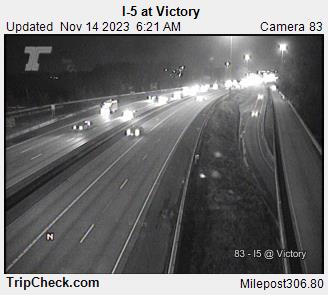 I-5 at Victory
Updated Nov 14 2023 6:21 AM Camera 83
T
N
83 - I5 @ Victory
TripCheck.com Milepost306.80